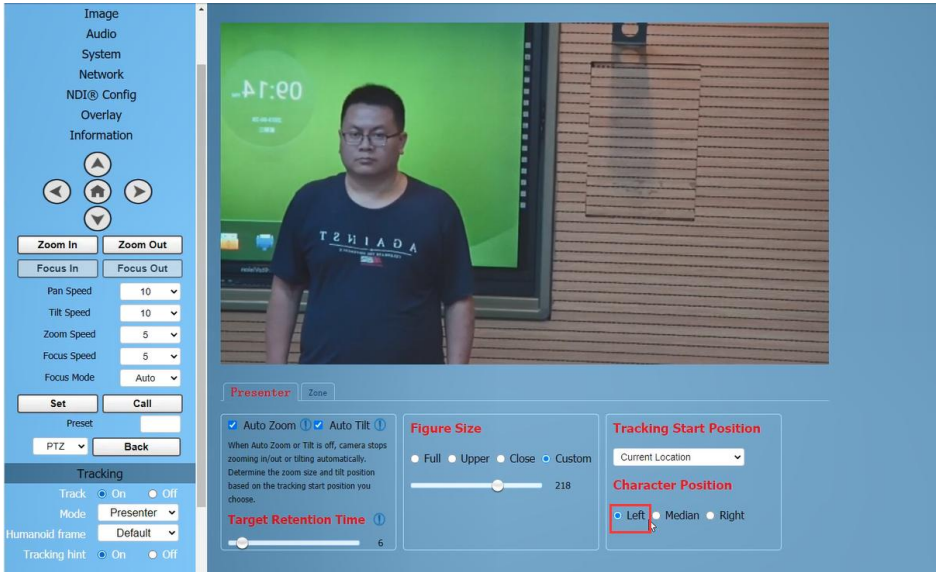 Image
Audio
System
Network
NDI® Config
Overlay
Information
Zoom In Zoom Out
Focus In Focus Out
Pan Speed 10
Tilt Speed 10
Zoom Speed 5
Focus Speed 5
Focus Mode Auto
Set Call
Preset
PTZ Back
Tracking
Track On Off
Mode Presenter
Humanoid frame Default
Tracking hint On Off
09:14
AGAINST
Presenter Zone
Auto Zoom Auto Tilt
When Auto Zoom or Tilt is off, camera stops
zooming in/out or tilting automatically.
Determine the zoom size and tilt position
based on the tracking start position you
choose.
Target Retention Time
6
Figure Size
Full Upper Close Custom
218
Tracking Start Position
Current Location
Character Position
Left Median Right